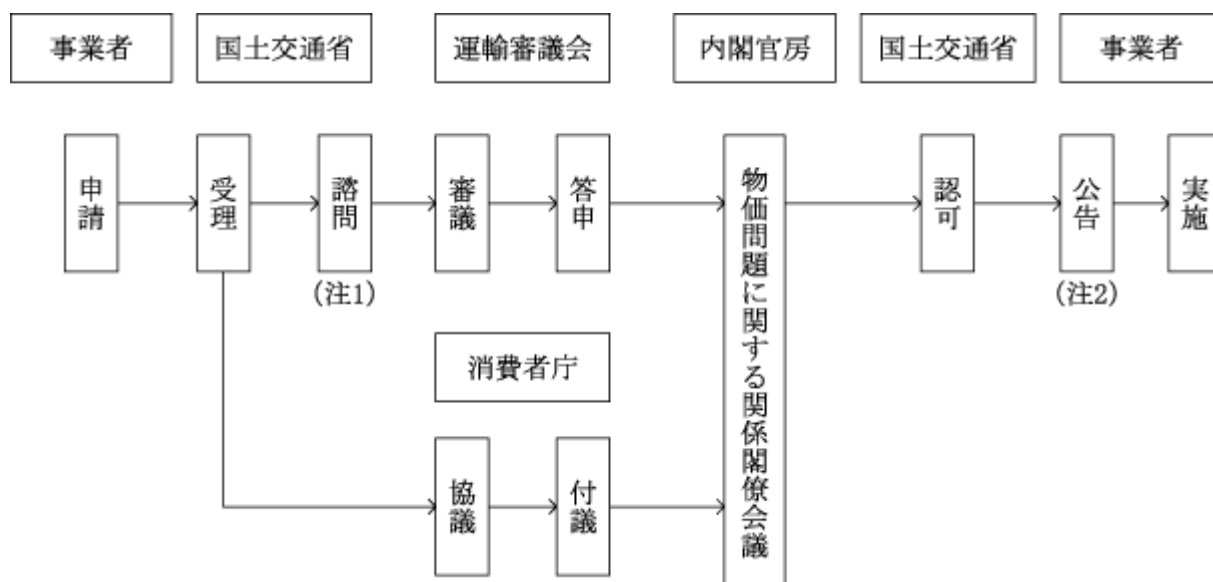 事業者
国土交通省
運輸審議会
内閣官房
国土交通省
事業者
申請
受理
諮問
審議
答申
物価問題に関する関係閣僚会議
認可
公告
実施
(注1)
(注2)
消費者庁
協議
付議